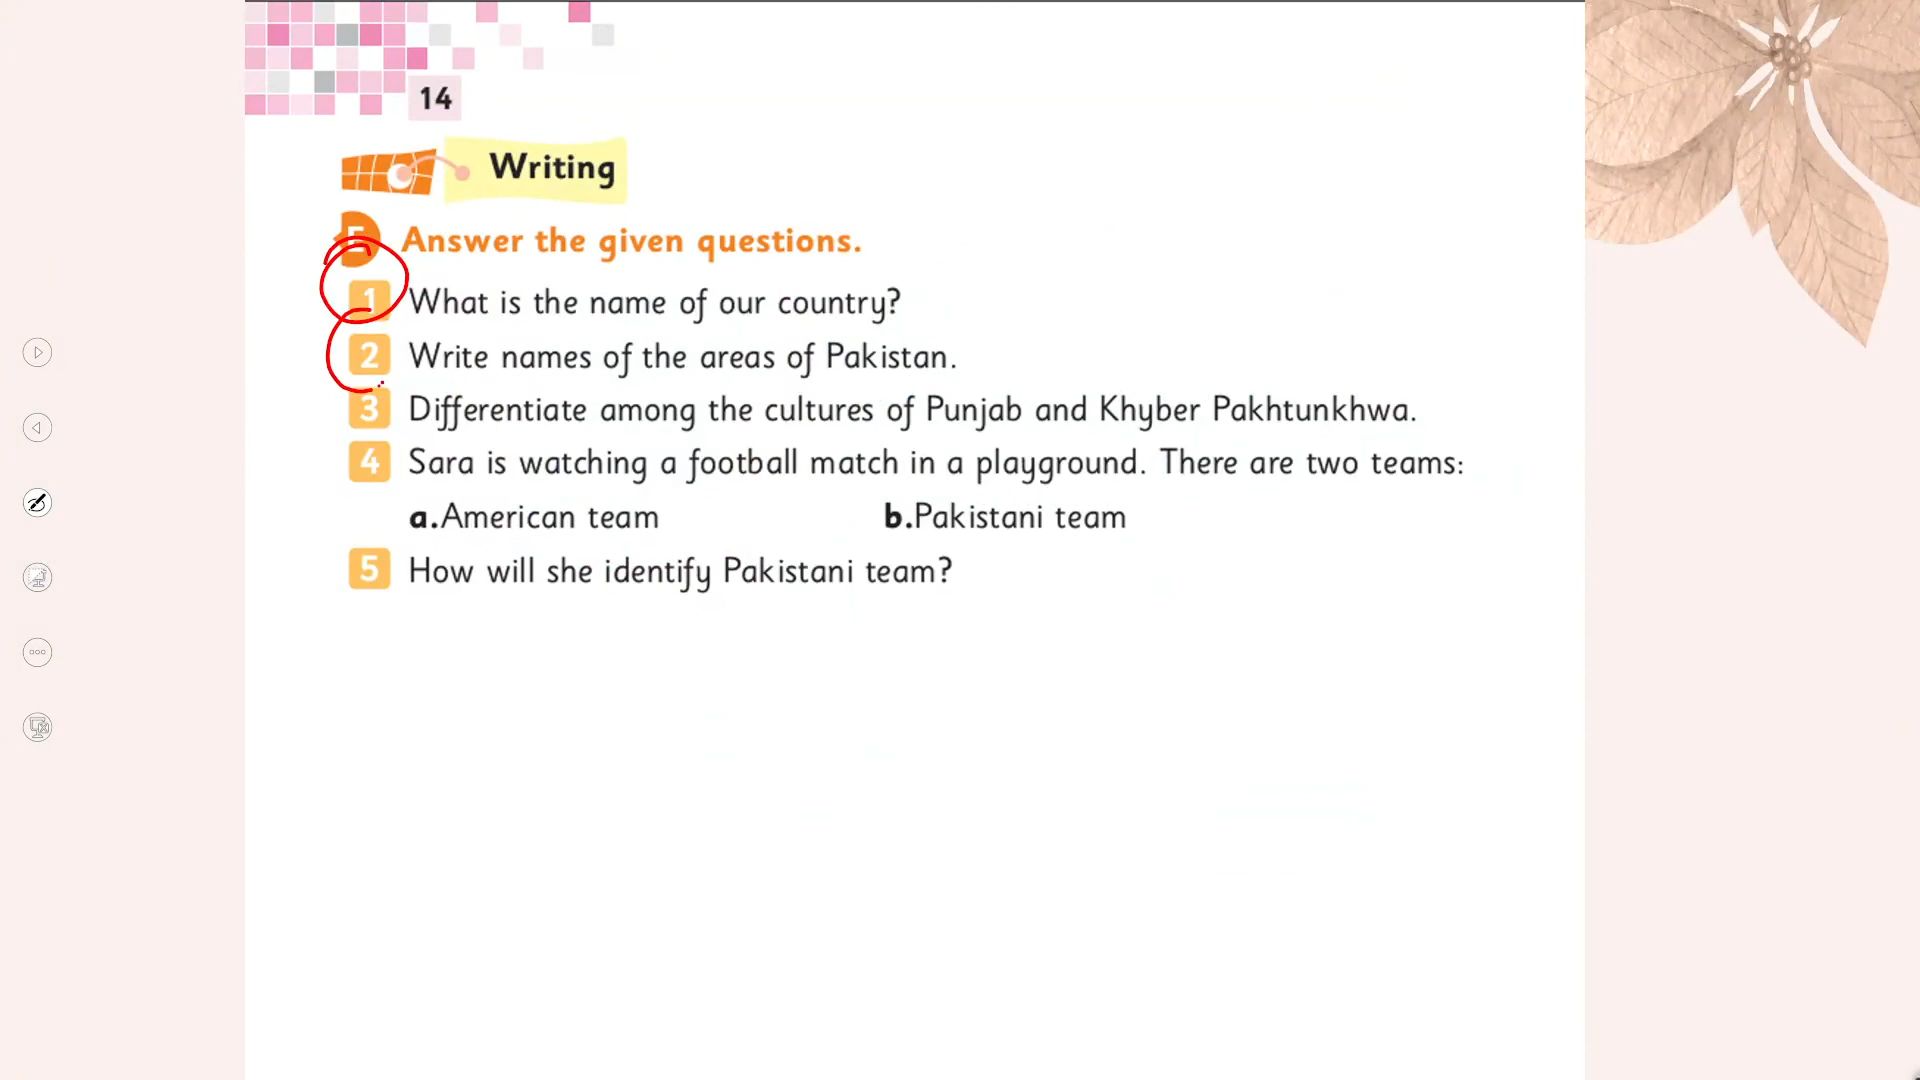 14
Writing
E Answer the given questions.
1 What is the name of our country?
2 Write names of the areas of Pakistan.
3 Differentiate among the cultures of Punjab and Khyber Pakhtunkhwa.
4 Sara is watching a football match in a playground. There are two teams:
a.American team b.Pakistani team
5 How will she identify Pakistani team?